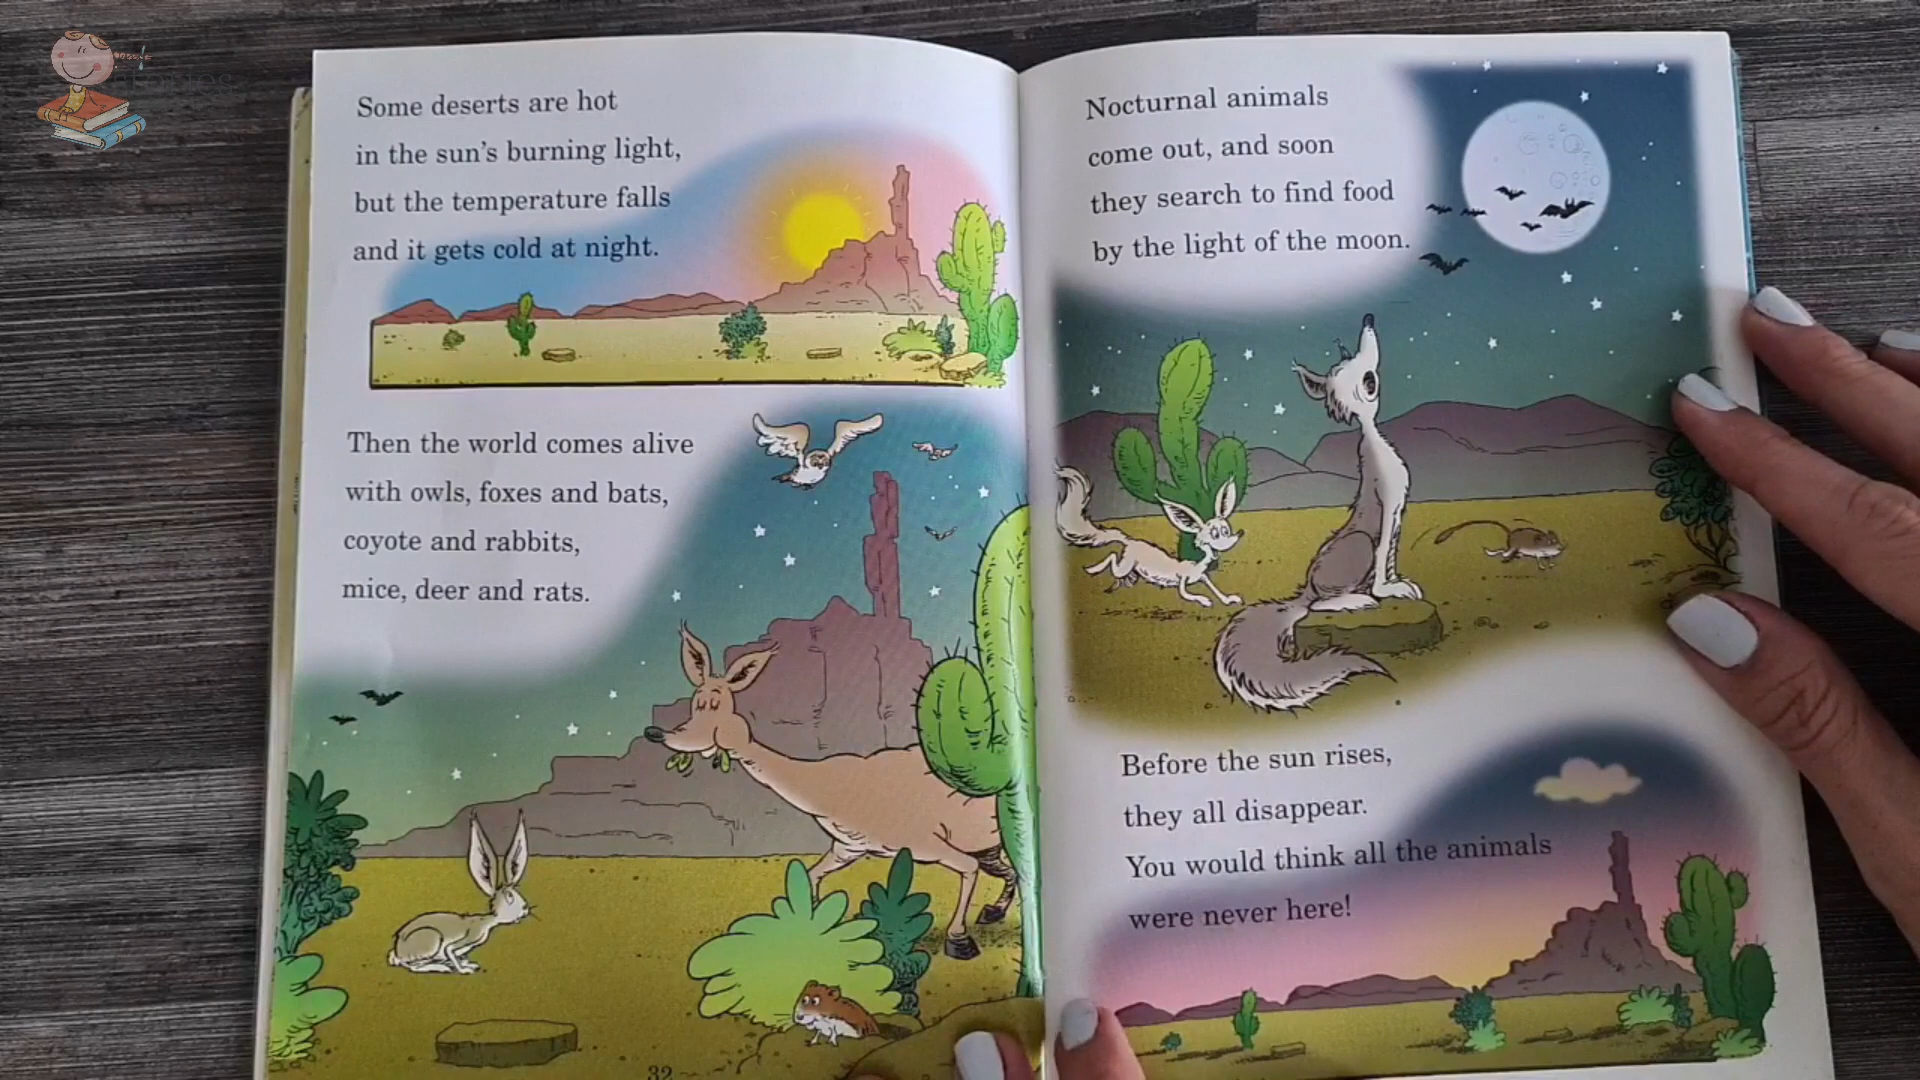 Some deserts are hot
in the sun's burning light,
but the temperature falls
and it gets cold at night.
Then the world comes alive
with owls, foxes and bats,
coyote and rabbits,
mice, deer and rats.
32
Nocturnal animals
come out, and soon
they search to find food
by the light of the moon.
Before the sun rises,
they all disappear.
You would think all the animals
were never here!